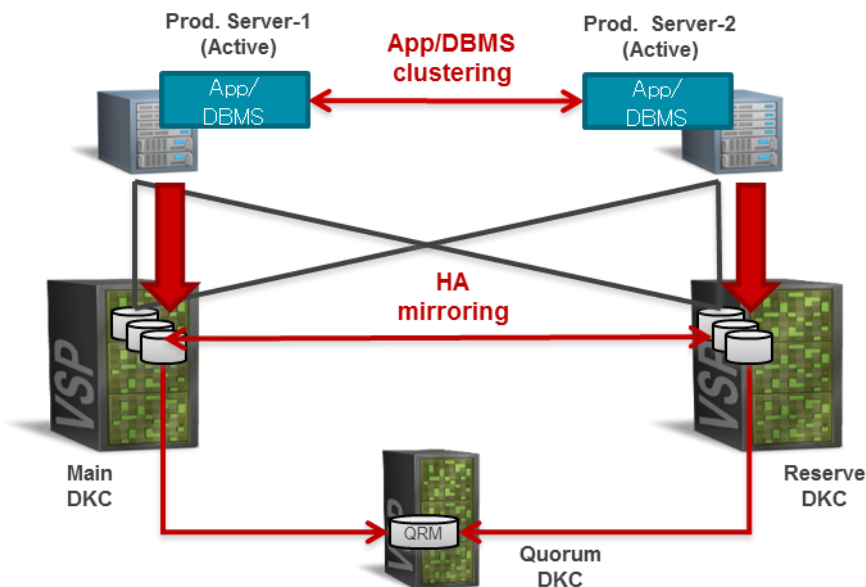 Prod. Server-1
(Active)
Prod. Server-2
(Active)
App/DBMS
clustering
App/
DBMS
App/
DBMS
HA
mirroring
VSP
VSP
Main
DKC
Reserve
DKC
QRM
Quorum
DKC